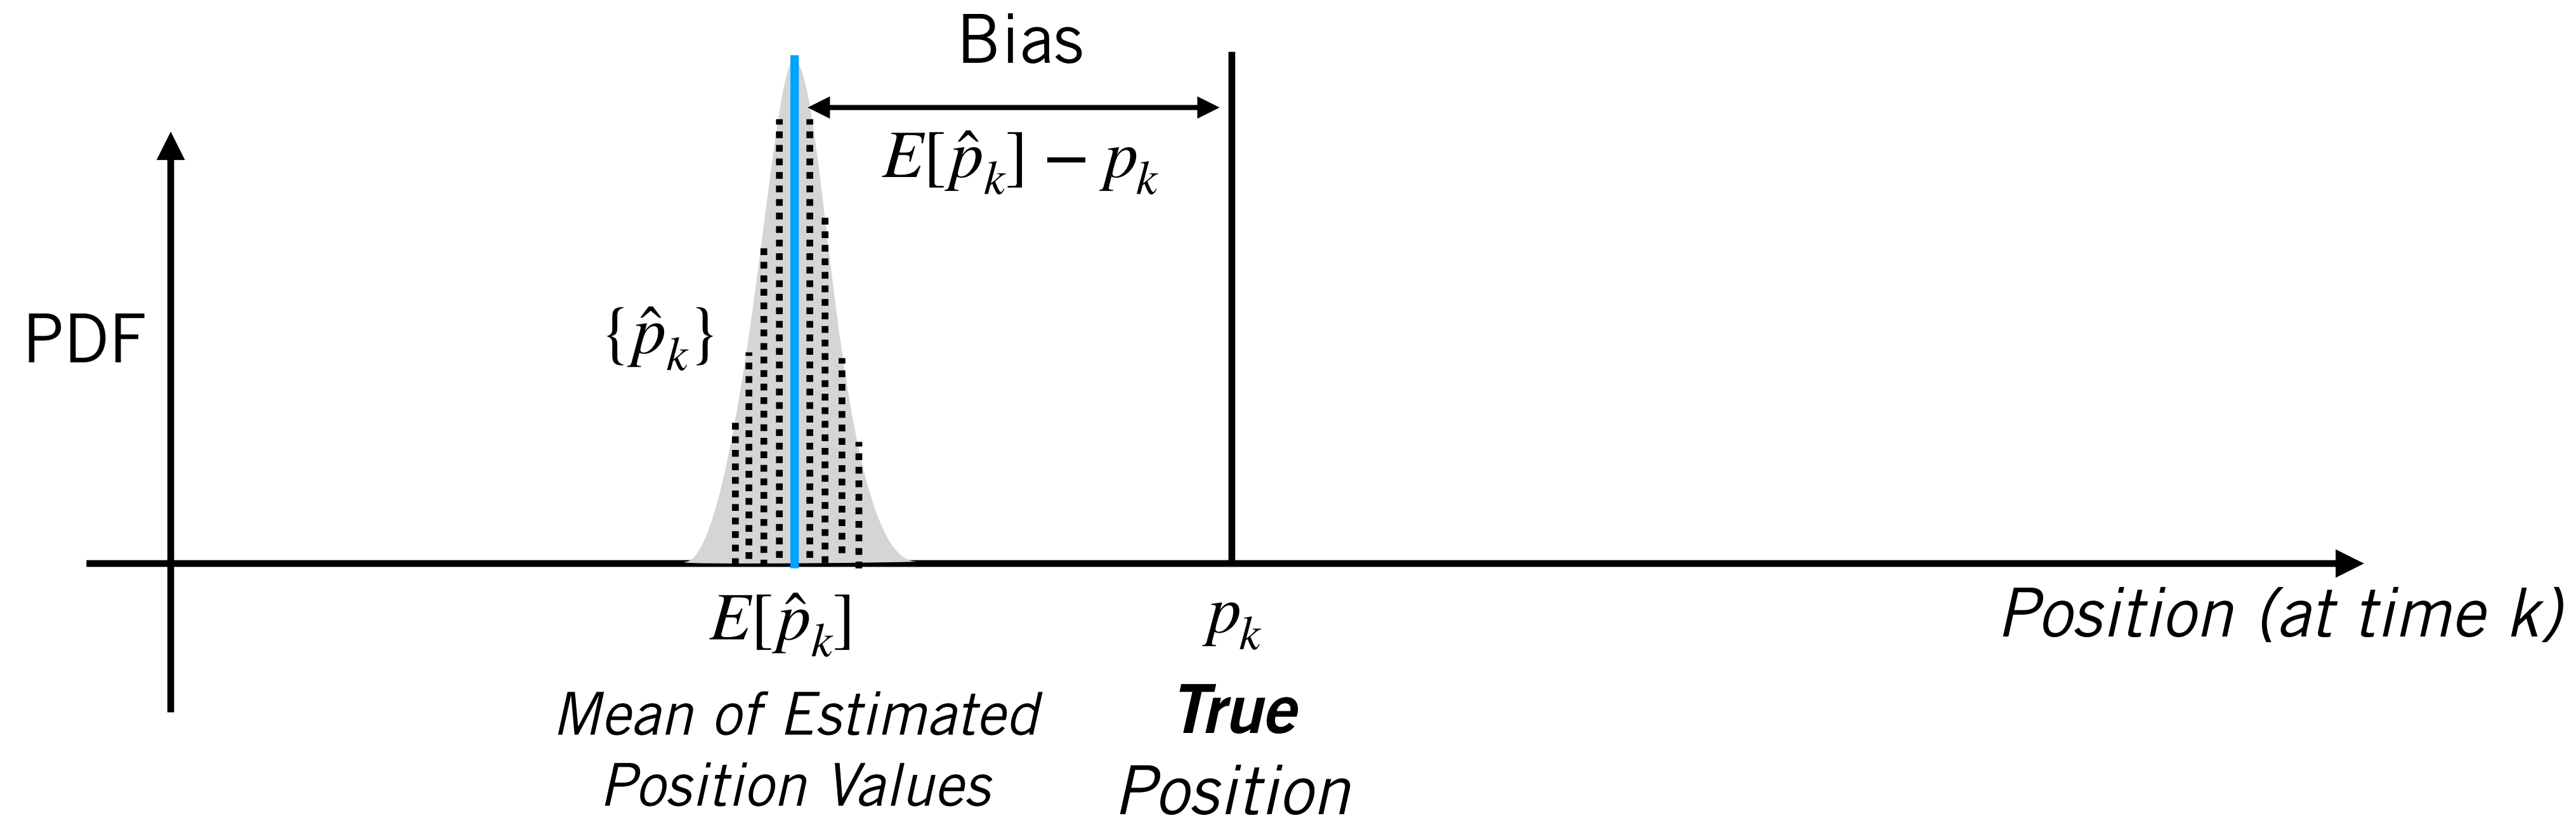 Bias
E[p̂ₖ] − pₖ
PDF
{p̂ₖ}
E[p̂ₖ]
pₖ
Position (at time k)
Mean of Estimated
Position Values
True
Position